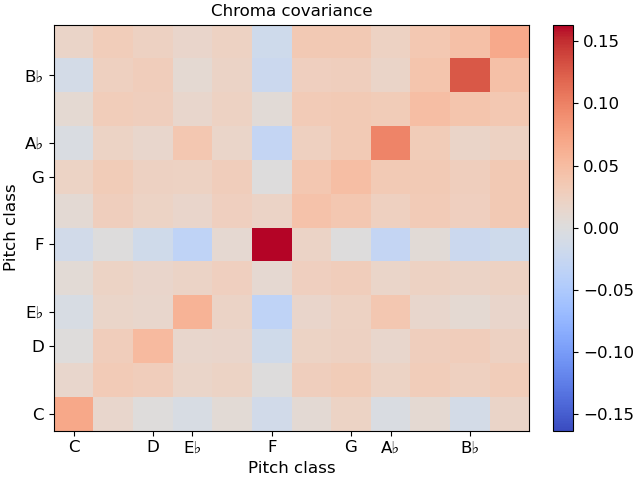 Chroma covariance
Pitch class
B♭
A♭
G
F
E♭
D
C
C D E♭ F G A♭ B♭
Pitch class
0.15
0.10
0.05
0.00
−0.05
−0.10
−0.15